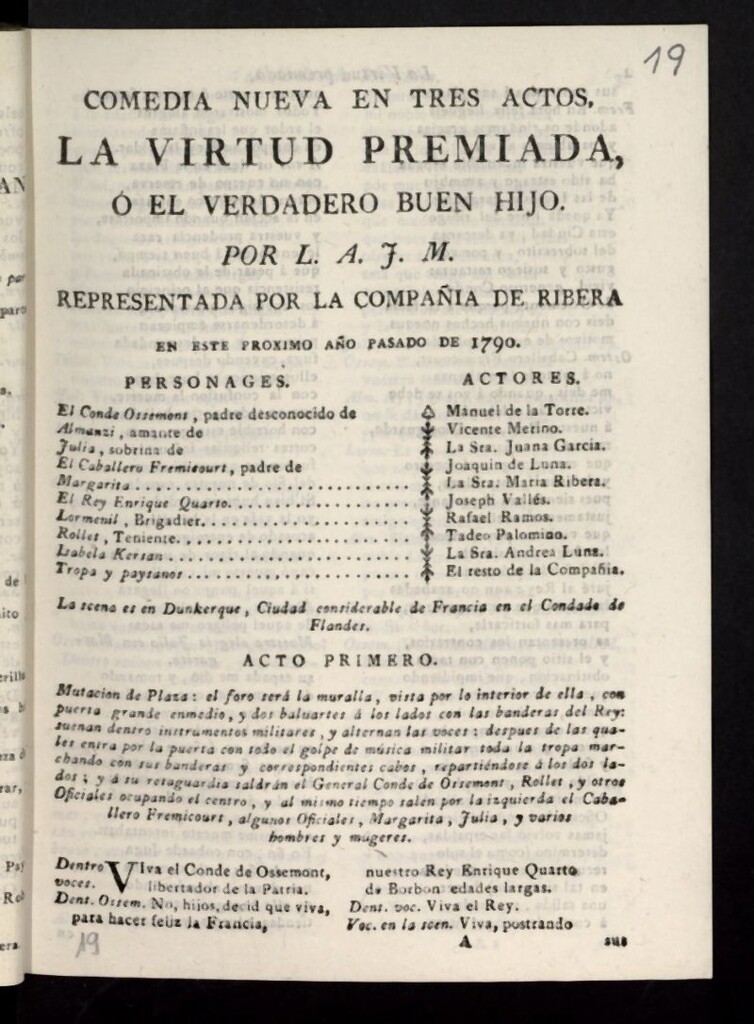 19
COMEDIA NUEVA EN TRES ACTOS.
LA VIRTUD PREMIADA,
Ó EL VERDADERO BUEN HIJO.
POR L. A. J. M.
REPRESENTADA POR LA COMPAÑIA DE RIBERA
EN ESTE PROXIMO AÑO PASADO DE 1790.
PERSONAGES.
El Conde Ossemont, padre desconocido de
Almanzi, amante de
Julia, sobrina de
El Caballero Fremicourt, padre de
Margarita
El Rey Enrique Quarto.
Lormenil, Brigadier.
Rollet, Teniente.
Isabela Kersan
Tropa y paysanos
ACTORES.
Manuel de la Torre.
Vicente Merino.
La Sra. Juana Garcia.
Joaquin de Luna.
La Sra. Maria Ribera.
Joseph Vallés.
Rafael Ramos.
Tadeo Palomino.
La Sra. Andrea Luna.
El resto de la Compañia.
La scena es en Dunkerque, Ciudad considerable de Francia en el Condado de
Flandes.
ACTO PRIMERO.
Mutacion de Plaza: el foro será la muralla, vista por lo interior de ella, con
puerta grande enmedio, y dos baluartes á los lados con las banderas del Rey:
suenan dentro instrumentos militares, y alternan las voces: despues de las qua-
les entra por la puerta con todo el golpe de música militar toda la tropa mar-
chando con sus banderas y correspondientes cabos, repartiéndose á los dos la-
dos; y á su retaguardia saldrán el General Conde de Ossemont, Rollet, y otros
Oficiales ocupando el centro, y al mismo tiempo salen por la izquierda el Caba-
llero Fremicourt, algunos Oficiales, Margarita, Julia, y varios
hombres y mugeres.
Dentro voces. VIva el Conde de Ossemont,
libertador de la Patria.
Dent. Ossem. No, hijos, decid que viva,
para hacer feliz la Francia,
nuestro Rey Enrique Quarto
de Borbon edades largas.
Dent. voc. Viva el Rey.
Voc. en la scen. Viva, postrando
A
sus
19